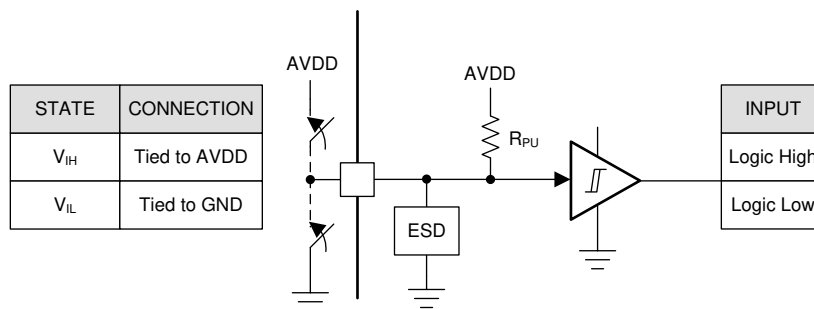 AVDD
AVDD
STATE CONNECTION
INPUT
RPU
VIH Tied to AVDD
Logic High
VIL Tied to GND
Logic Low
ESD